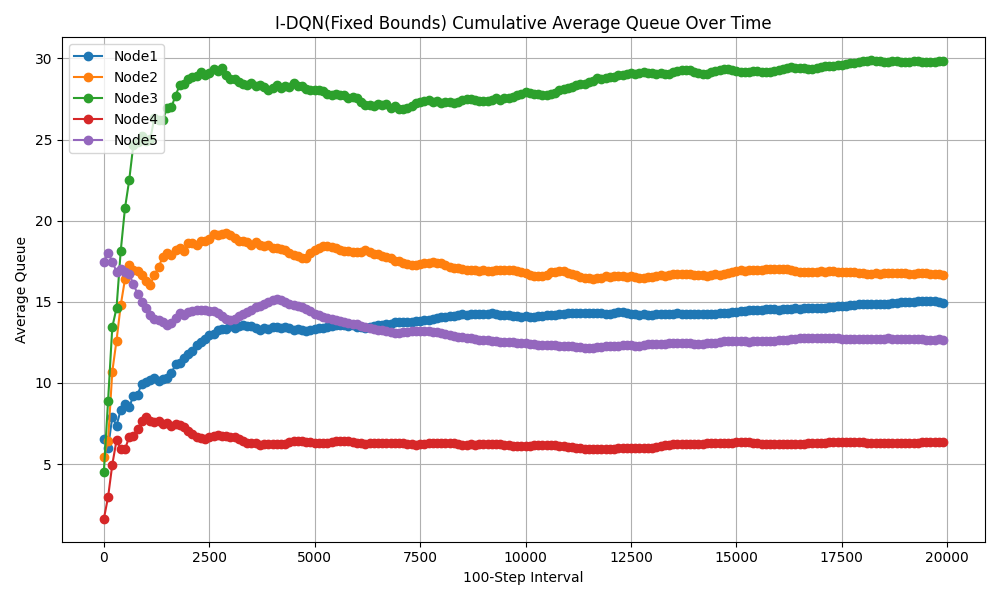 I-DQN(Fixed Bounds) Cumulative Average Queue Over Time
Node1
Node2
Node3
Node4
Node5
Average Queue
30
25
20
15
10
5
0
2500
5000
7500
10000
12500
15000
17500
20000
100-Step Interval